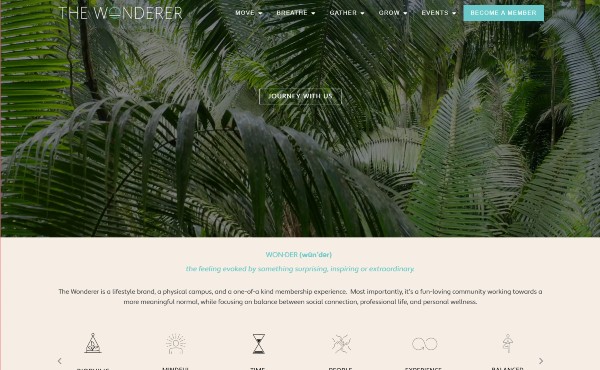 THE WONDERER
MOVE BREATHE GATHER GROW EVENTS BECOME A MEMBER
JOURNEY WITH US
WON·DER (wŭn'dər)
the feeling evoked by something surprising, inspiring or extraordinary.
The Wonderer is a lifestyle brand, a physical campus, and a one-of-a-kind membership experience. Most importantly, it's a fun-loving community working towards a
more meaningful normal, while focusing on balance between social connection, professional life, and personal wellness.
MINDFUL TIME PEOPLE EXPERIENCE BALANCED